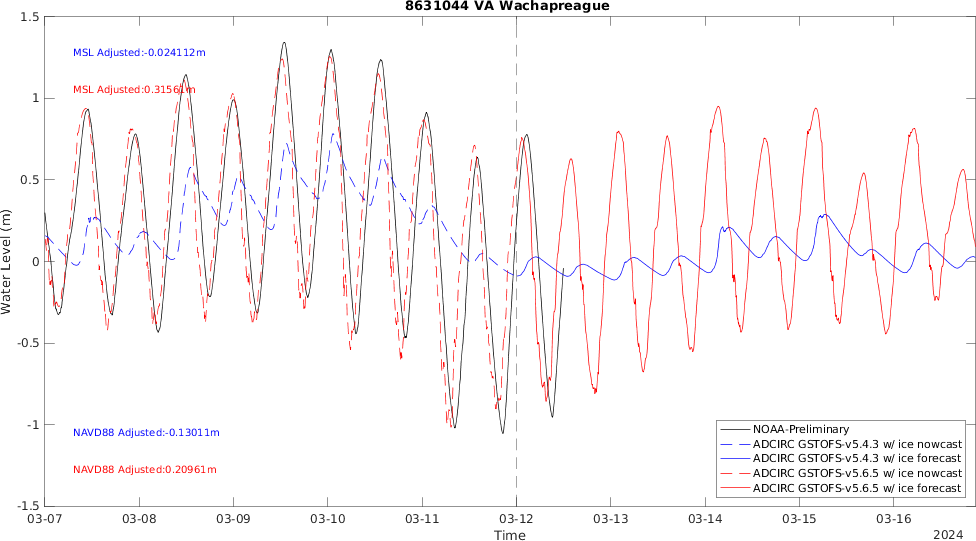 8631044 VA Wachapreague
1.5
1
0.5
0
-0.5
-1
-1.5
Water Level (m)
MSL Adjusted:-0.024112m
MSL Adjusted:0.31561m
NAVD88 Adjusted:-0.13011m
NAVD88 Adjusted:0.20961m
NOAA-Preliminary
ADCIRC GSTOFS-v5.4.3 w/ ice nowcast
ADCIRC GSTOFS-v5.4.3 w/ ice forecast
ADCIRC GSTOFS-v5.6.5 w/ ice nowcast
ADCIRC GSTOFS-v5.6.5 w/ ice forecast
03-07 03-08 03-09 03-10 03-11 03-12 03-13 03-14 03-15 03-16
Time
2024